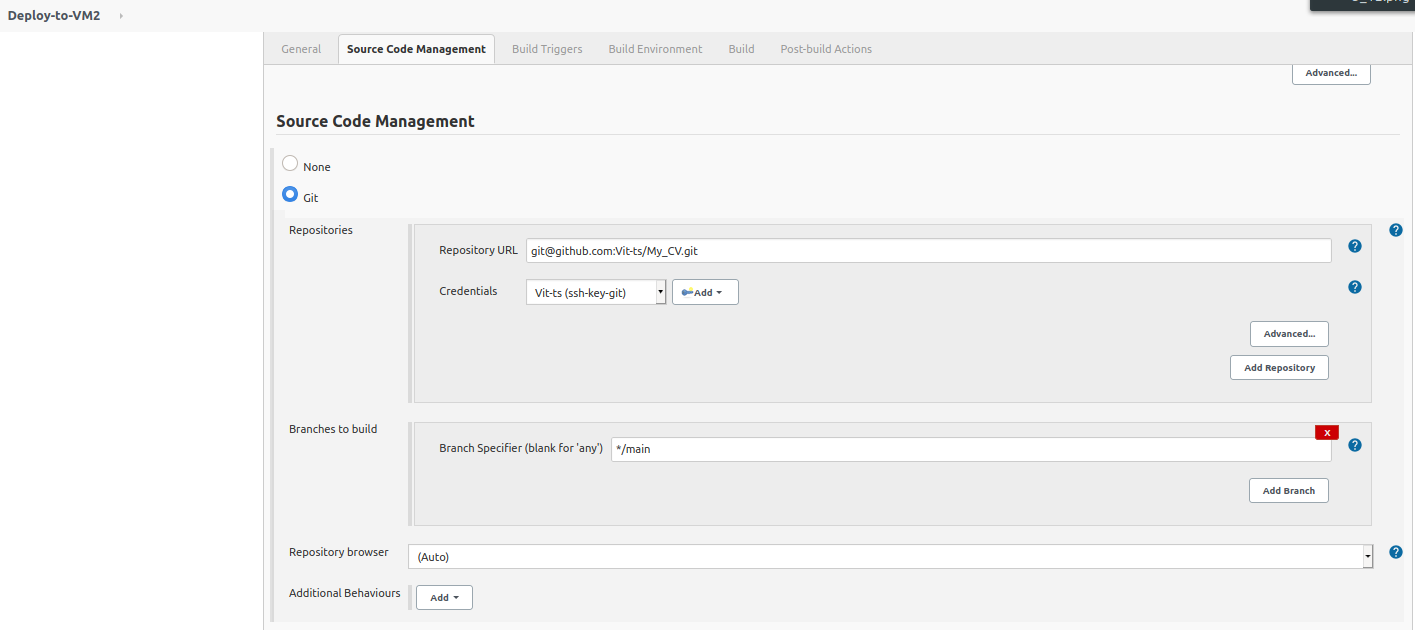 Deploy-to-VM2
General Source Code Management Build Triggers Build Environment Build Post-build Actions
Advanced...
Source Code Management
None
Git
Repositories
Repository URL git@github.com:Vit-ts/My_CV.git
Credentials Vit-ts (ssh-key-git) Add
Advanced...
Add Repository
Branches to build
X
Branch Specifier (blank for 'any') */main
Add Branch
Repository browser (Auto)
Additional Behaviours Add